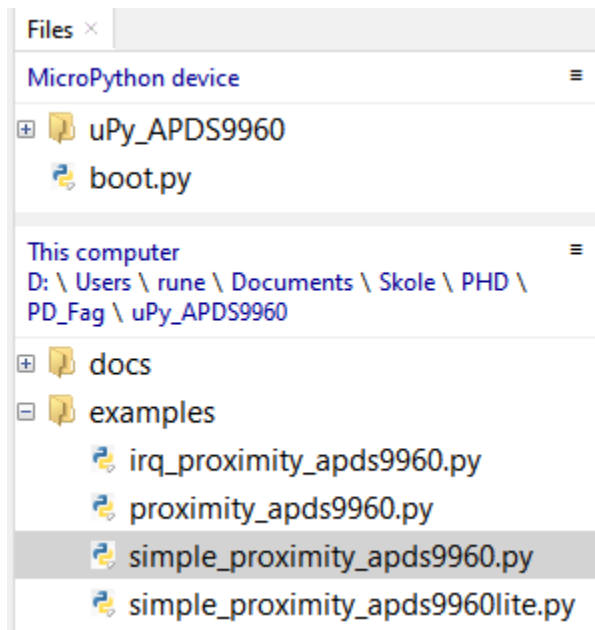 Files ×
MicroPython device ≡
uPy_APDS9960
boot.py
This computer ≡
D: \ Users \ rune \ Documents \ Skole \ PHD \
PD_Fag \ uPy_APDS9960
docs
examples
irq_proximity_apds9960.py
proximity_apds9960.py
simple_proximity_apds9960.py
simple_proximity_apds9960lite.py